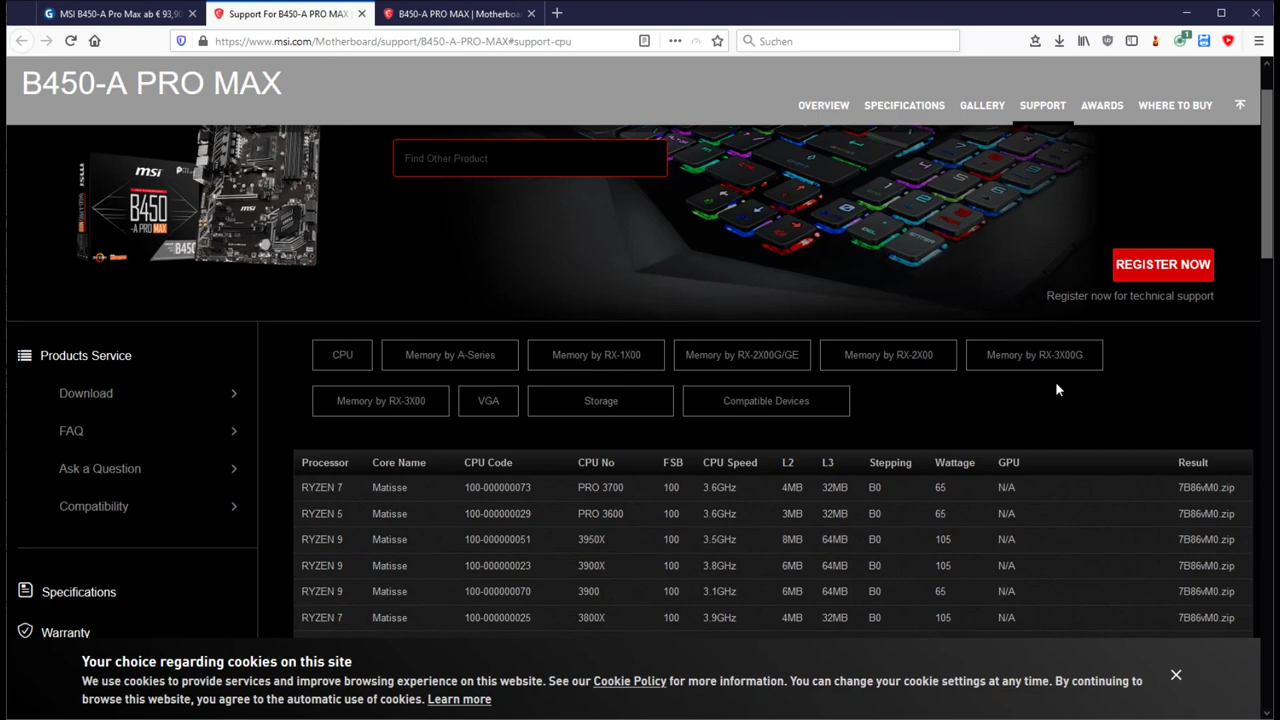 MSI B450-A Pro Max ab € 93,90
Support For B450-A PRO MAX |
B450-A PRO MAX | Motherboa
https://www.msi.com/Motherboard/support/B450-A-PRO-MAX#support-cpu
Suchen
1
B450-A PRO MAX
OVERVIEW SPECIFICATIONS GALLERY SUPPORT AWARDS WHERE TO BUY
Find Other Product
msi
B450
-A PRO MAX
msi
REGISTER NOW
Register now for technical support
Products Service
Download
FAQ
Ask a Question
Compatibility
Specifications
Warranty
CPU Memory by A-Series Memory by RX-1X00 Memory by RX-2X00G/GE Memory by RX-2X00 Memory by RX-3X00G
Memory by RX-3X00 VGA Storage Compatible Devices
Processor Core Name CPU Code CPU No FSB CPU Speed L2 L3 Stepping Wattage GPU Result
RYZEN 7 Matisse 100-000000073 PRO 3700 100 3.6GHz 4MB 32MB B0 65 N/A 7B86vM0.zip
RYZEN 5 Matisse 100-000000029 PRO 3600 100 3.6GHz 3MB 32MB B0 65 N/A 7B86vM0.zip
RYZEN 9 Matisse 100-000000051 3950X 100 3.5GHz 8MB 64MB B0 105 N/A 7B86vM0.zip
RYZEN 9 Matisse 100-000000023 3900X 100 3.8GHz 6MB 64MB B0 105 N/A 7B86vM0.zip
RYZEN 9 Matisse 100-000000070 3900 100 3.1GHz 6MB 64MB B0 65 N/A 7B86vM0.zip
RYZEN 7 Matisse 100-000000025 3800X 100 3.9GHz 4MB 32MB B0 105 N/A 7B86vM0.zip
Your choice regarding cookies on this site
We use cookies to provide services and improve browsing experience on this website. See our Cookie Policy for more information. You can change your cookie settings at any time. By continuing to
browse this website, you agree to the automatic use of cookies. Learn more